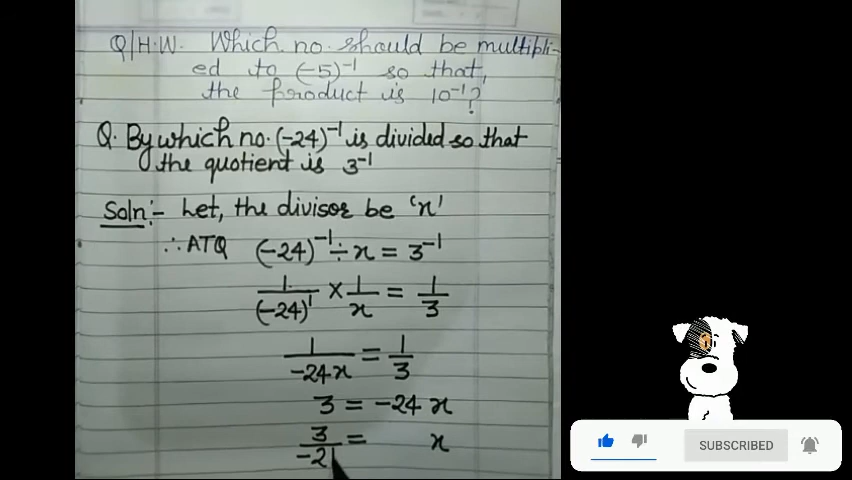 Q/H.W. Which no. should be multipli-
ed to (-5)⁻¹ so that,
the product is 10⁻¹?
Q. By which no. (-24)⁻¹ is divided so that
the quotient is 3⁻¹
Soln:- Let, the divisor be 'x'
∴ ATQ (-24)⁻¹ ÷ x = 3⁻¹
1/(-24)¹ × 1/x = 1/3
1/-24x = 1/3
3 = -24 x
3/-2 = x
SUBSCRIBED